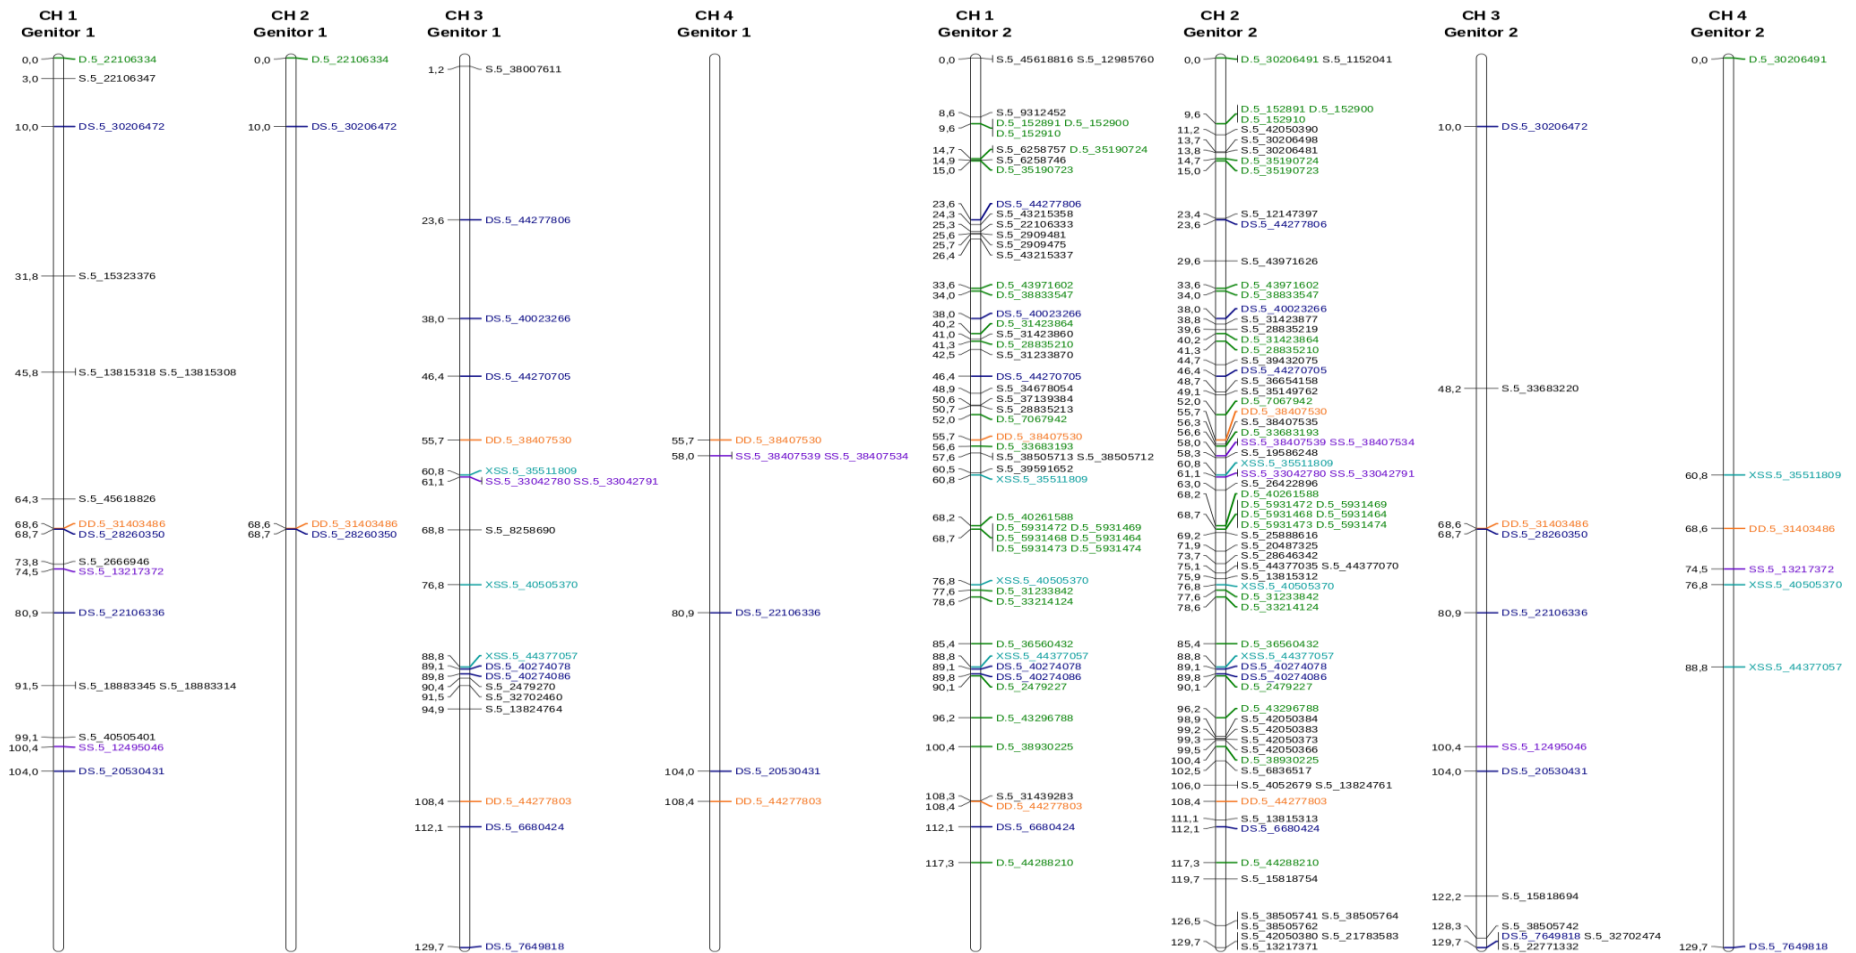 CH 1
Genitor 1
0,0 D.5_22106334
3,0 S.5_22106347
10,0 DS.5_30206472
31,8 S.5_15323376
45,8 S.5_13815318 S.5_13815308
64,3 S.5_45618826
68,6 DD.5_31403486
68,7 DS.5_28260350
73,8 S.5_2666946
74,5 SS.5_13217372
80,9 DS.5_22106336
91,5 S.5_18883345 S.5_18883314
99,1 S.5_40505401
100,4 SS.5_12495046
104,0 DS.5_20530431
CH 2
Genitor 1
0,0 D.5_22106334
10,0 DS.5_30206472
68,6 DD.5_31403486
68,7 DS.5_28260350
CH 3
Genitor 1
1,2 S.5_38007611
23,6 DS.5_44277806
38,0 DS.5_40023266
46,4 DS.5_44270705
55,7 DD.5_38407530
60,8 XSS.5_35511809
61,1 SS.5_33042780 SS.5_33042791
68,8 S.5_8258690
76,8 XSS.5_40505370
88,8 XSS.5_44377057
89,1 DS.5_40274078
89,8 DS.5_40274086
90,4 S.5_2479270
91,5 S.5_32702460
94,9 S.5_13824764
108,4 DD.5_44277803
112,1 DS.5_6680424
129,7 DS.5_7649818
CH 4
Genitor 1
55,7 DD.5_38407530
58,0 SS.5_38407539 SS.5_38407534
80,9 DS.5_22106336
104,0 DS.5_20530431
108,4 DD.5_44277803
CH 1
Genitor 2
0,0 S.5_45618816 S.5_12985760
8,6 S.5_9312452
9,6 D.5_152891 D.5_152900
D.5_152910
14,7 S.5_6258757 D.5_35190724
14,9 S.5_6258746
15,0 D.5_35190723
23,6 DS.5_44277806
24,3 S.5_43215358
25,3 S.5_22106333
25,6 S.5_2909481
25,7 S.5_2909475
26,4 S.5_43215337
33,6 D.5_43971602
34,0 D.5_38833547
38,0 DS.5_40023266
40,2 D.5_31423864
41,0 S.5_31423860
41,3 D.5_28835210
42,5 S.5_31233870
46,4 DS.5_44270705
48,9 S.5_34678054
50,6 S.5_37139384
50,7 S.5_28835213
52,0 D.5_7067942
55,7 DD.5_38407530
56,6 D.5_33683193
57,6 S.5_38505713 S.5_38505712
60,5 S.5_39591652
60,8 XSS.5_35511809
68,2 D.5_40261588
68,7 D.5_5931472 D.5_5931469
D.5_5931468 D.5_5931464
D.5_5931473 D.5_5931474
76,8 XSS.5_40505370
77,6 D.5_31233842
78,6 D.5_33214124
85,4 D.5_36560432
88,8 XSS.5_44377057
89,1 DS.5_40274078
89,8 DS.5_40274086
90,1 D.5_2479227
96,2 D.5_43296788
100,4 D.5_38930225
108,3 S.5_31439283
108,4 DD.5_44277803
112,1 DS.5_6680424
117,3 D.5_44288210
CH 2
Genitor 2
0,0 D.5_30206491 S.5_1152041
9,6 D.5_152891 D.5_152900
D.5_152910
11,2 S.5_42050390
13,7 S.5_30206498
13,8 S.5_30206481
14,7 D.5_35190724
15,0 D.5_35190723
23,4 S.5_12147397
23,6 DS.5_44277806
29,6 S.5_43971626
33,6 D.5_43971602
34,0 D.5_38833547
38,0 DS.5_40023266
38,8 S.5_31423877
39,6 S.5_28835219
40,2 D.5_31423864
41,3 D.5_28835210
44,7 S.5_39432075
46,4 DS.5_44270705
48,7 S.5_36654158
49,1 S.5_35149762
52,0 D.5_7067942
55,7 DD.5_38407530
56,3 S.5_38407535
56,6 D.5_33683193
58,0 SS.5_38407539 SS.5_38407534
58,3 S.5_19586248
60,8 XSS.5_35511809
61,1 SS.5_33042780 SS.5_33042791
63,0 S.5_26422896
68,2 D.5_40261588
68,7 D.5_5931472 D.5_5931469
D.5_5931468 D.5_5931464
D.5_5931473 D.5_5931474
69,2 S.5_25888616
71,9 S.5_20487325
73,7 S.5_28646342
75,1 S.5_44377035 S.5_44377070
75,9 S.5_13815312
76,8 XSS.5_40505370
77,6 D.5_31233842
78,6 D.5_33214124
85,4 D.5_36560432
88,8 XSS.5_44377057
89,1 DS.5_40274078
89,8 DS.5_40274086
90,1 D.5_2479227
96,2 D.5_43296788
98,9 S.5_42050384
99,2 S.5_42050383
99,3 S.5_42050373
99,5 S.5_42050366
100,4 D.5_38930225
102,5 S.5_6836517
106,0 S.5_4052679 S.5_13824761
108,4 DD.5_44277803
111,1 S.5_13815313
112,1 DS.5_6680424
117,3 D.5_44288210
119,7 S.5_15818754
126,5 S.5_38505741 S.5_38505764
S.5_38505762
129,7 S.5_42050380 S.5_21783583
S.5_13217371
CH 3
Genitor 2
10,0 DS.5_30206472
48,2 S.5_33683220
68,6 DD.5_31403486
68,7 DS.5_28260350
80,9 DS.5_22106336
100,4 SS.5_12495046
104,0 DS.5_20530431
122,2 S.5_15818694
128,3 S.5_38505742
129,7 DS.5_7649818 S.5_32702474
S.5_22771332
CH 4
Genitor 2
0,0 D.5_30206491
60,8 XSS.5_35511809
68,6 DD.5_31403486
74,5 SS.5_13217372
76,8 XSS.5_40505370
88,8 XSS.5_44377057
129,7 DS.5_7649818